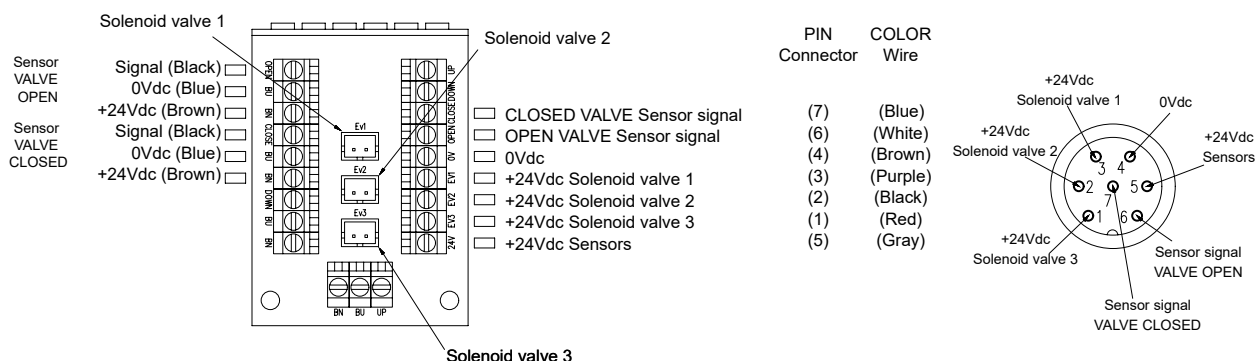 Solenoid valve 1
Solenoid valve 2
Sensor
VALVE
OPEN
Signal (Black)
0Vdc (Blue)
+24Vdc (Brown)
Sensor
VALVE
CLOSED
Signal (Black)
0Vdc (Blue)
+24Vdc (Brown)
OPEN
BU
BN
CLOSE
BU
BN
DOWN
BU
BN
Ev1
Ev2
Ev3
UP
DOWN
CLOSED
OPEN
0V
EV1
EV2
EV3
24V
BN BU UP
CLOSED VALVE Sensor signal
OPEN VALVE Sensor signal
0Vdc
+24Vdc Solenoid valve 1
+24Vdc Solenoid valve 2
+24Vdc Solenoid valve 3
+24Vdc Sensors
Solenoid valve 3
PIN COLOR
Connector Wire
(7) (Blue)
(6) (White)
(4) (Brown)
(3) (Purple)
(2) (Black)
(1) (Red)
(5) (Gray)
+24Vdc
Solenoid valve 1
0Vdc
+24Vdc
Solenoid valve 2
+24Vdc
Sensors
3 4
2 5
7
1 6
+24Vdc
Solenoid valve 3
Sensor signal
VALVE OPEN
Sensor signal
VALVE CLOSED